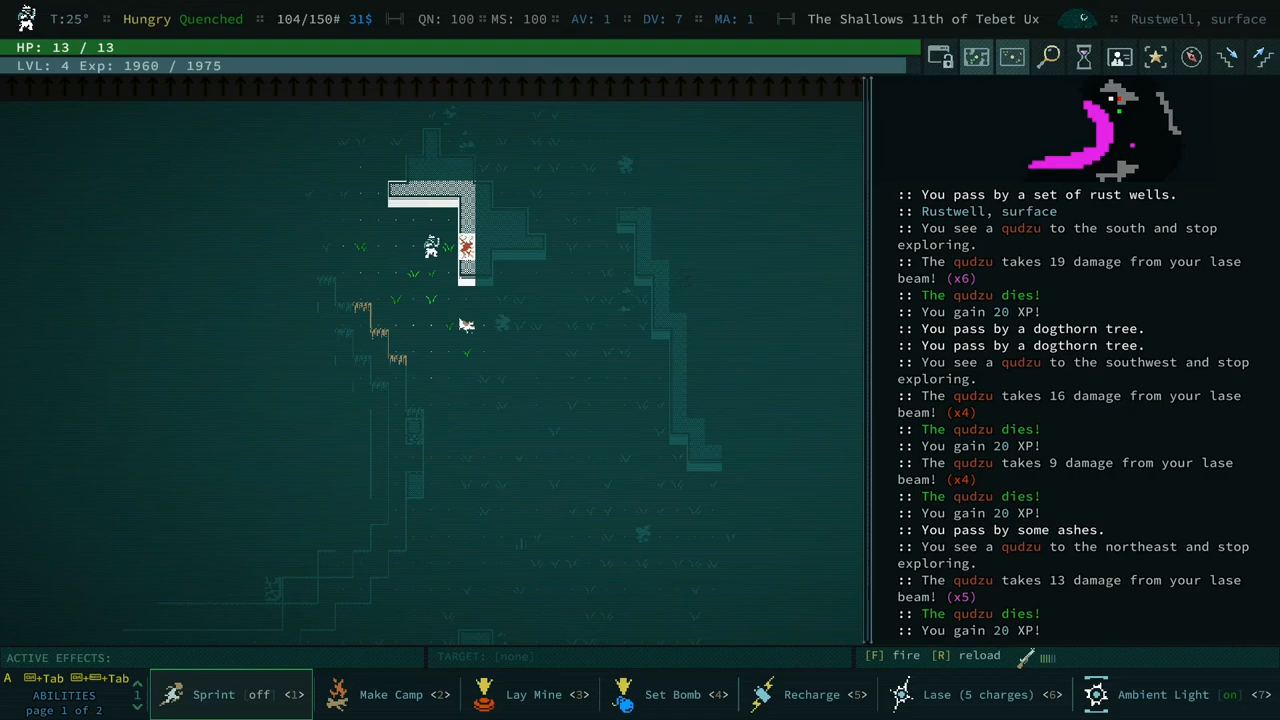 T:25° :: Hungry Quenched :: 104/150# 31$ QN: 100 :: MS: 100 :: AV: 1 :: DV: 7 :: MA: 1 The Shallows 11th of Tebet Ux :: Rustwell, surface
HP: 13 / 13
LVL: 4 Exp: 1960 / 1975
:: You pass by a set of rust wells.
:: Rustwell, surface
:: You see a qudzu to the south and stop
exploring.
:: The qudzu takes 19 damage from your lase
beam! (x6)
:: The qudzu dies!
:: You gain 20 XP!
:: You pass by a dogthorn tree.
:: You pass by a dogthorn tree.
:: You see a qudzu to the southwest and stop
exploring.
:: The qudzu takes 16 damage from your lase
beam! (x4)
:: The qudzu dies!
:: You gain 20 XP!
:: The qudzu takes 9 damage from your lase
beam! (x4)
:: The qudzu dies!
:: You gain 20 XP!
:: You pass by some ashes.
:: You see a qudzu to the northeast and stop
exploring.
:: The qudzu takes 13 damage from your lase
beam! (x5)
:: The qudzu dies!
:: You gain 20 XP!
ACTIVE EFFECTS: TARGET: [none] [F] fire [R] reload
A Ctrl+Tab
ABILITIES 1
page 1 of 2
Sprint [off] <1> Make Camp <2> Lay Mine <3> Set Bomb <4> Recharge <5> Lase (5 charges) <6> Ambient Light [on] <7>